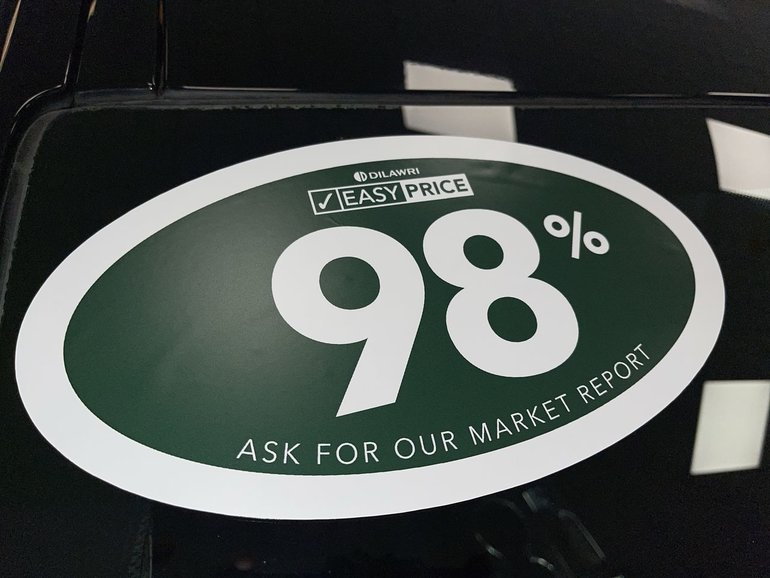 DILAWRI
✓ EASY PRICE
98%
ASK FOR OUR MARKET REPORT